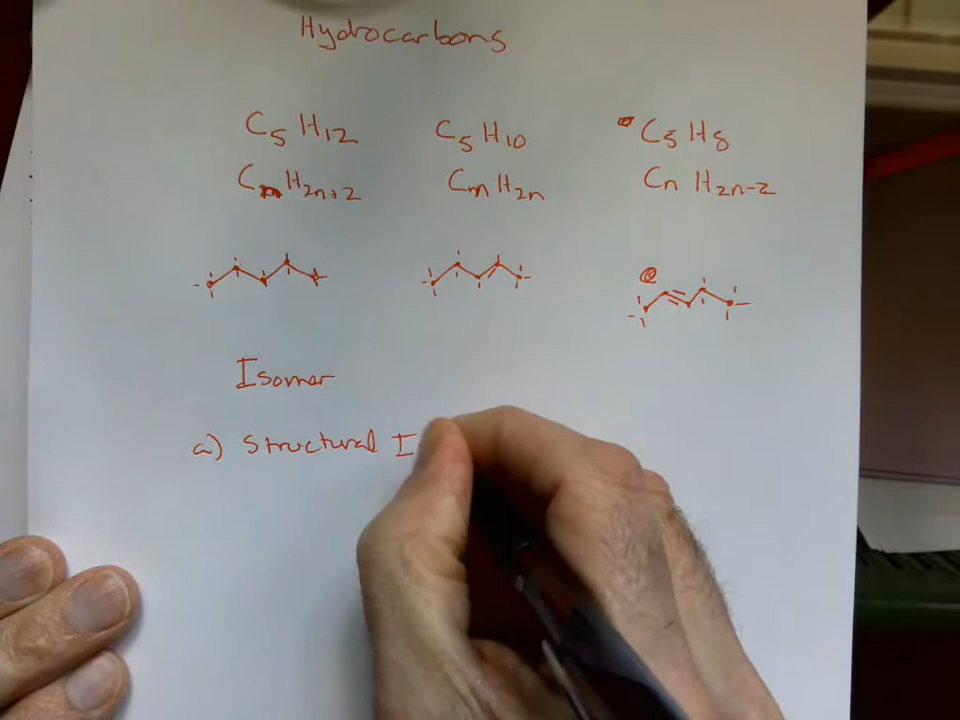 Hydrocarbons
C5H12 C5H10 C5H8
CnH2n+2 CnH2n CnH2n-2
Isomer
a) Structural I